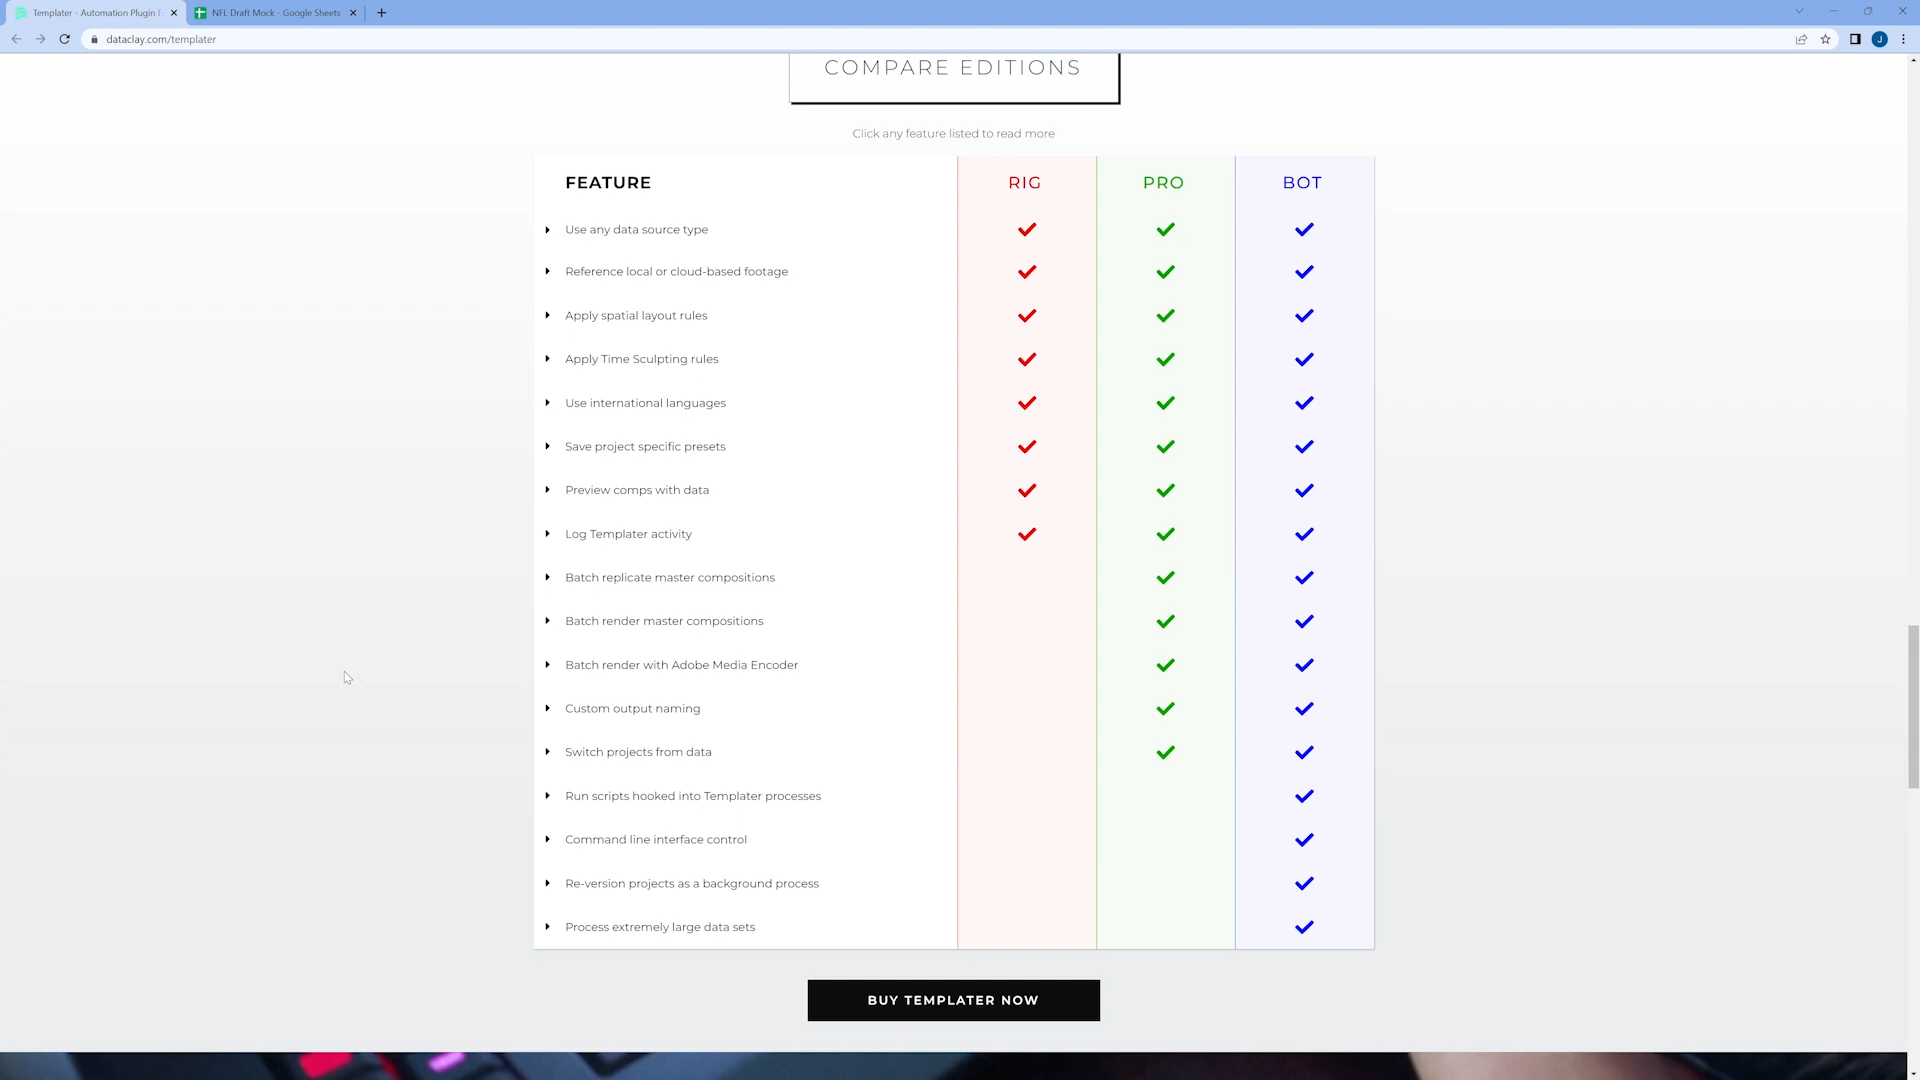 Templater - Automation Plugin F
NFL Draft Mock - Google Sheets
dataclay.com/templater
J
COMPARE EDITIONS
Click any feature listed to read more
FEATURE RIG PRO BOT
Use any data source type
Reference local or cloud-based footage
Apply spatial layout rules
Apply Time Sculpting rules
Use international languages
Save project specific presets
Preview comps with data
Log Templater activity
Batch replicate master compositions
Batch render master compositions
Batch render with Adobe Media Encoder
Custom output naming
Switch projects from data
Run scripts hooked into Templater processes
Command line interface control
Re-version projects as a background process
Process extremely large data sets
BUY TEMPLATER NOW